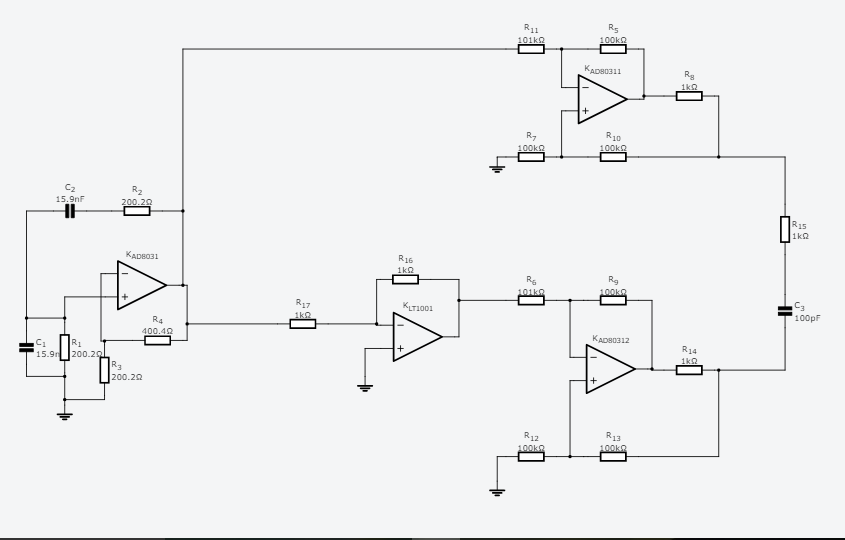 R11
101kΩ
R5
100kΩ
KAD80311
R8
1kΩ
R7
100kΩ
R10
100kΩ
C2
15.9nF
R2
200.2Ω
R15
1kΩ
KAD8031
R16
1kΩ
R17
1kΩ
KLT1001
R6
101kΩ
R9
100kΩ
C3
100pF
R4
400.4Ω
C1
15.9n
R1
200.2Ω
R3
200.2Ω
KAD80312
R14
1kΩ
R12
100kΩ
R13
100kΩ